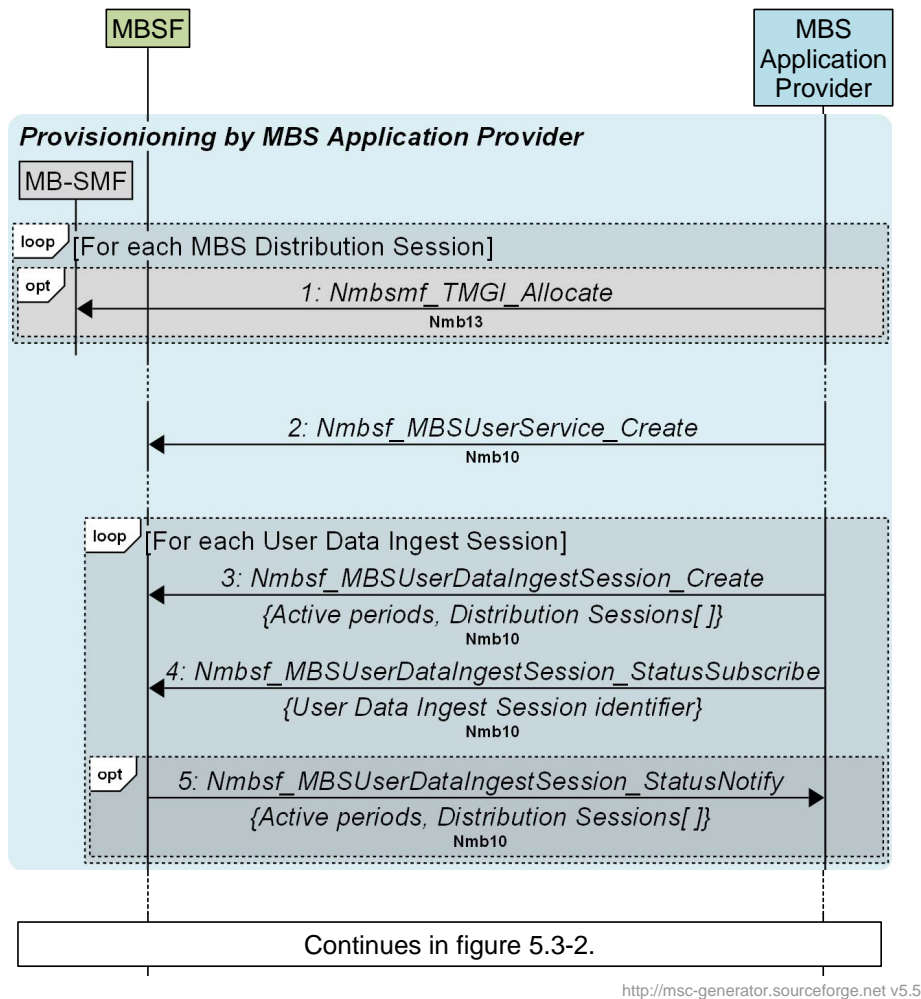 MBSF
MBS
Application
Provider
Provisionioning by MBS Application Provider
MB-SMF
loop
[For each MBS Distribution Session]
opt
1: Nmbsmf_TMGI_Allocate
Nmb13
2: Nmbsf_MBSUserService_Create
Nmb10
loop
[For each User Data Ingest Session]
3: Nmbsf_MBSUserDataIngestSession_Create
{Active periods, Distribution Sessions[ ]}
Nmb10
4: Nmbsf_MBSUserDataIngestSession_StatusSubscribe
{User Data Ingest Session identifier}
Nmb10
opt
5: Nmbsf_MBSUserDataIngestSession_StatusNotify
{Active periods, Distribution Sessions[ ]}
Nmb10
Continues in figure 5.3-2.
http://msc-generator.sourceforge.net v5.5